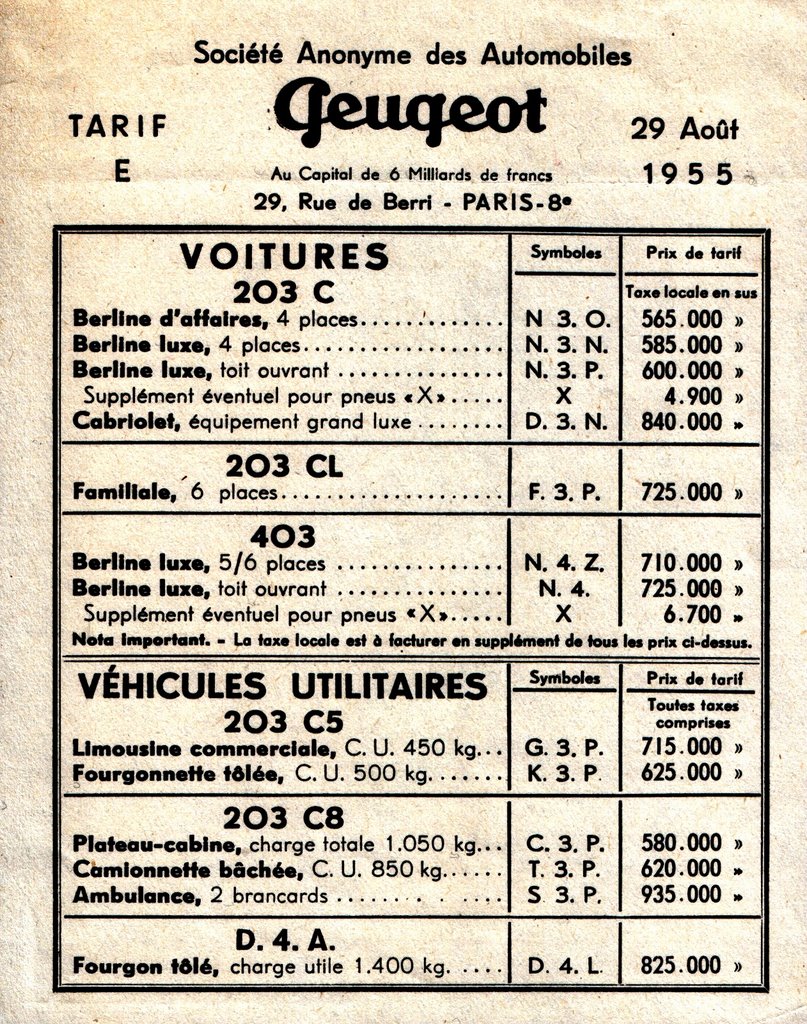 Société Anonyme des Automobiles
Peugeot
TARIF
E
29 Août
1955
Au Capital de 6 Milliards de francs
29, Rue de Berri - PARIS-8e
VOITURES Symboles Prix de tarif
203 C Taxe locale en sus
Berline d'affaires, 4 places............. N 3. O. 565.000 »
Berline luxe, 4 places.................. N. 3. N. 585.000 »
Berline luxe, toit ouvrant ............... N. 3. P. 600.000 »
Supplément éventuel pour pneus «X»..... X 4.900 »
Cabriolet, équipement grand luxe ........ D. 3. N. 840.000 »
203 CL
Familiale, 6 places.................... F. 3. P. 725.000 »
403
Berline luxe, 5/6 places ............... N. 4. Z. 710.000 »
Berline luxe, toit ouvrant ............... N. 4. 725.000 »
Supplément éventuel pour pneus «X»..... X 6.700 »
Nota important. - La taxe locale est à facturer en supplément de tous les prix ci-dessus.
VÉHICULES UTILITAIRES Symboles Prix de tarif
Toutes taxes
comprises
203 C5
Limousine commerciale, C. U. 450 kg... G. 3. P. 715.000 »
Fourgonnette tôlée, C. U. 500 kg....... K. 3. P 625.000 »
203 C8
Plateau-cabine, charge totale 1.050 kg... C. 3. P. 580.000 »
Camionnette bâchée, C. U. 850 kg...... T. 3. P. 620.000 »
Ambulance, 2 brancards ............... S 3. P. 935.000 »
D. 4. A.
Fourgon tôlé, charge utile 1.400 kg. .... D. 4. L 825.000 »